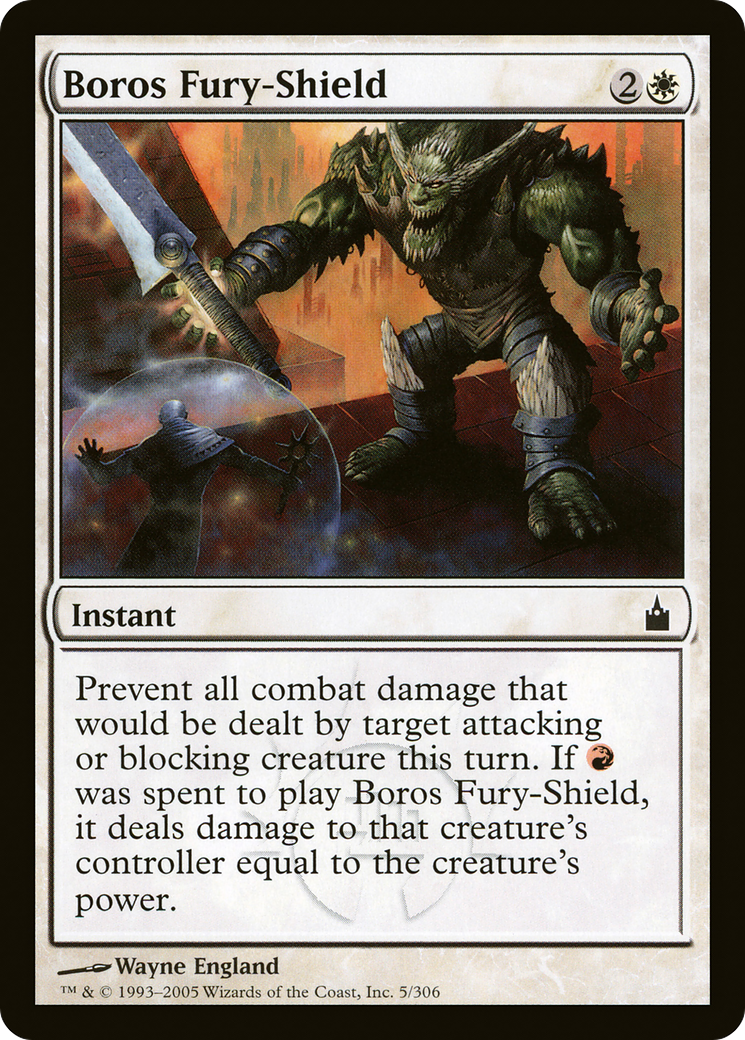 Boros Fury-Shield 2
Instant
Prevent all combat damage that
would be dealt by target attacking
or blocking creature this turn. If
was spent to play Boros Fury-Shield,
it deals damage to that creature's
controller equal to the creature's
power.
Wayne England
™ & © 1993–2005 Wizards of the Coast, Inc. 5/306